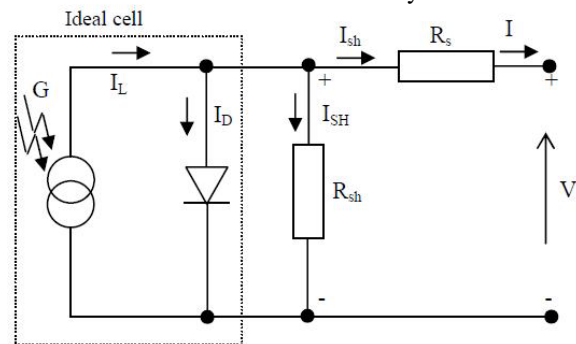 Ideal cell
G
I_L
I_D
I_sh
R_s
I
+
+
I_SH
R_sh
V
-
-